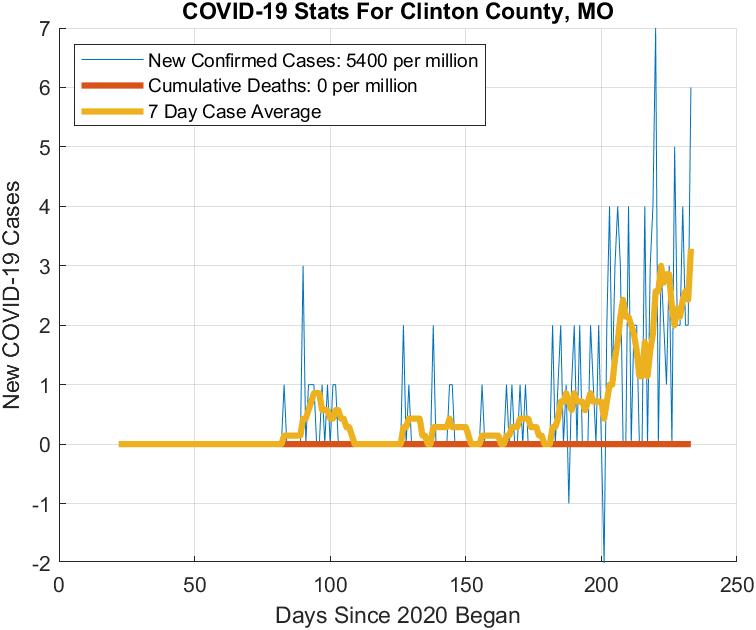 COVID-19 Stats For Clinton County, MO
New Confirmed Cases: 5400 per million
Cumulative Deaths: 0 per million
7 Day Case Average
New COVID-19 Cases
7
6
5
4
3
2
1
0
-1
-2
0 50 100 150 200 250
Days Since 2020 Began